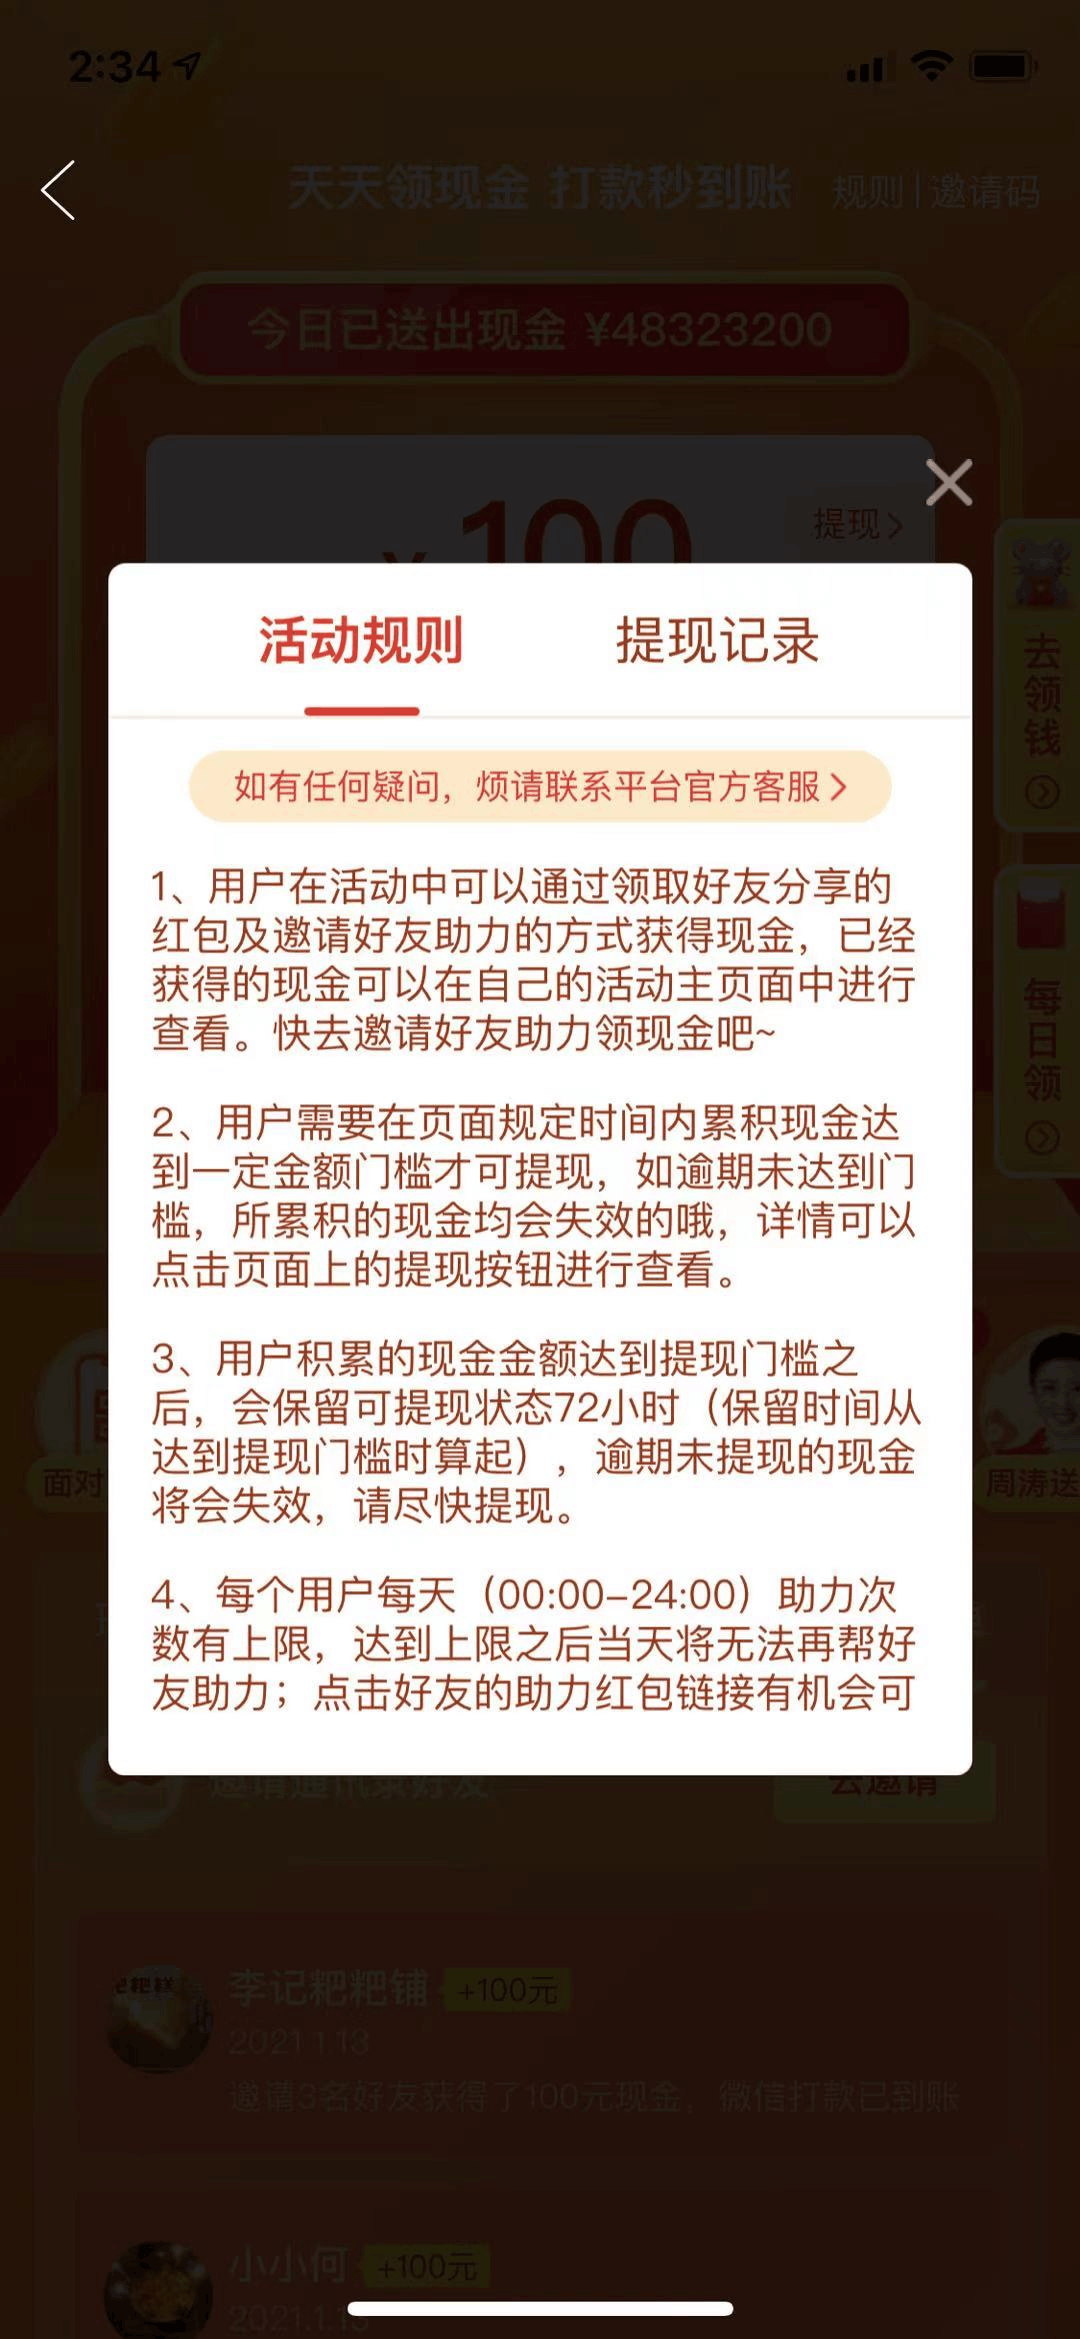 2:34
天天领现金 打款秒到账
规则|邀请码
今日已送出现金 ¥48323200
¥100
提现>
活动规则
提现记录
如有任何疑问，烦请联系平台官方客服>
1、用户在活动中可以通过领取好友分享的
红包及邀请好友助力的方式获得现金，已经
获得的现金可以在自己的活动主页面中进行
查看。快去邀请好友助力领现金吧~
2、用户需要在页面规定时间内累积现金达
到一定金额门槛才可提现，如逾期未达到门
槛，所累积的现金均会失效的哦，详情可以
点击页面上的提现按钮进行查看。
3、用户积累的现金金额达到提现门槛之
后，会保留可提现状态72小时（保留时间从
达到提现门槛时算起），逾期未提现的现金
将会失效，请尽快提现。
4、每个用户每天（00:00-24:00）助力次
数有上限，达到上限之后当天将无法再帮好
友助力；点击好友的助力红包链接有机会可
去领钱
每日领
面对
周涛送
邀请通讯录好友
去邀请
李记粑粑铺
+100元
2021.1.13
邀请3名好友获得了100元现金，微信打款已到账
小小何
+100元
2021.1.13